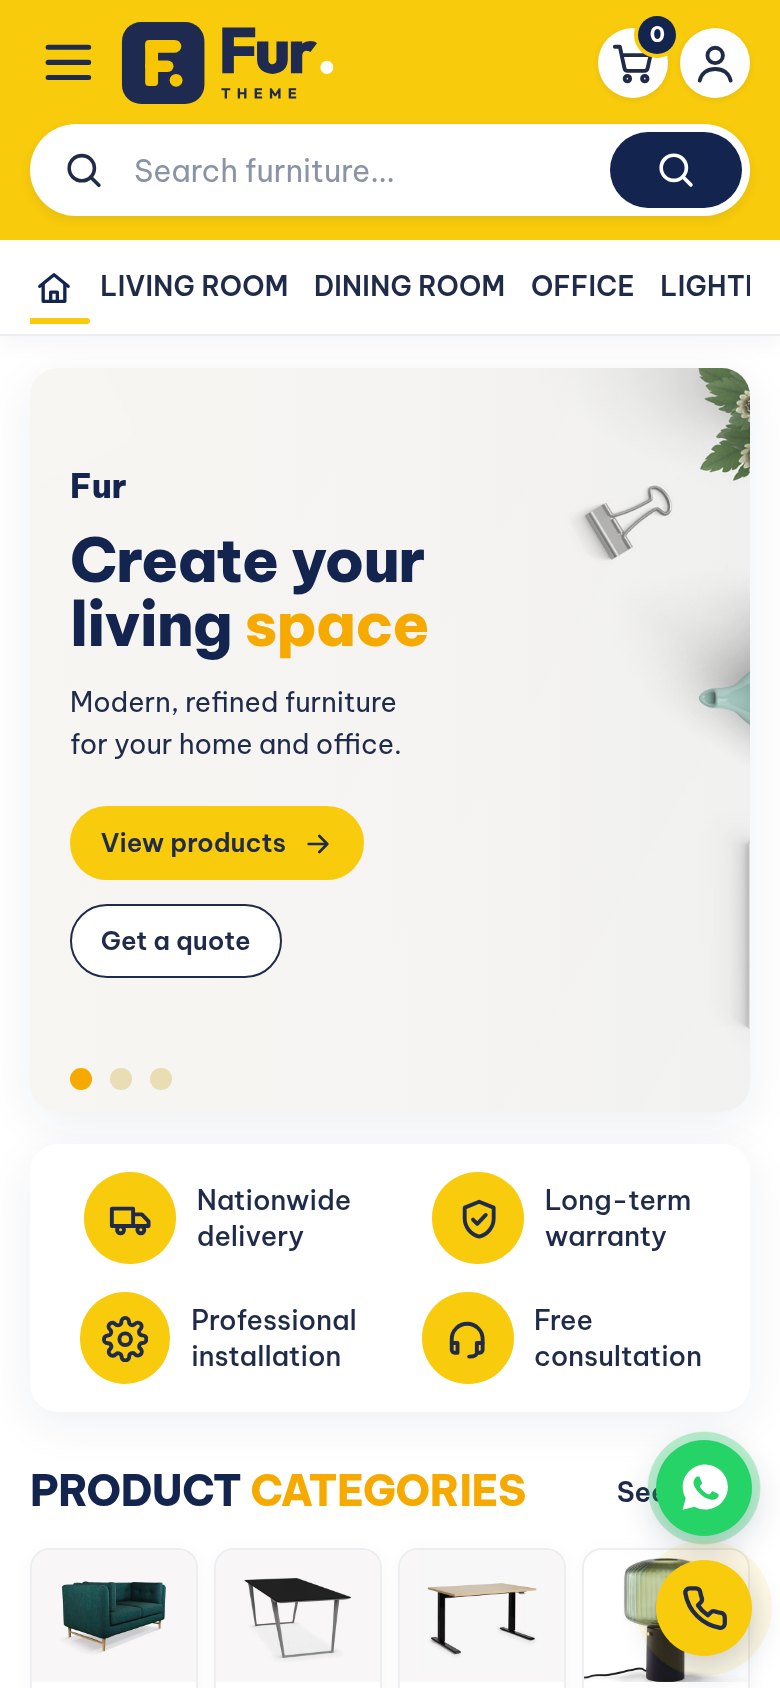 F.
Fur.
THEME
0
Search furniture...
LIVING ROOM DINING ROOM OFFICE
Fur
Create your
living space
Modern, refined furniture
for your home and office.
View products
Get a quote
Nationwide
delivery
Long-term
warranty
Professional
installation
Free
consultation
PRODUCT CATEGORIES